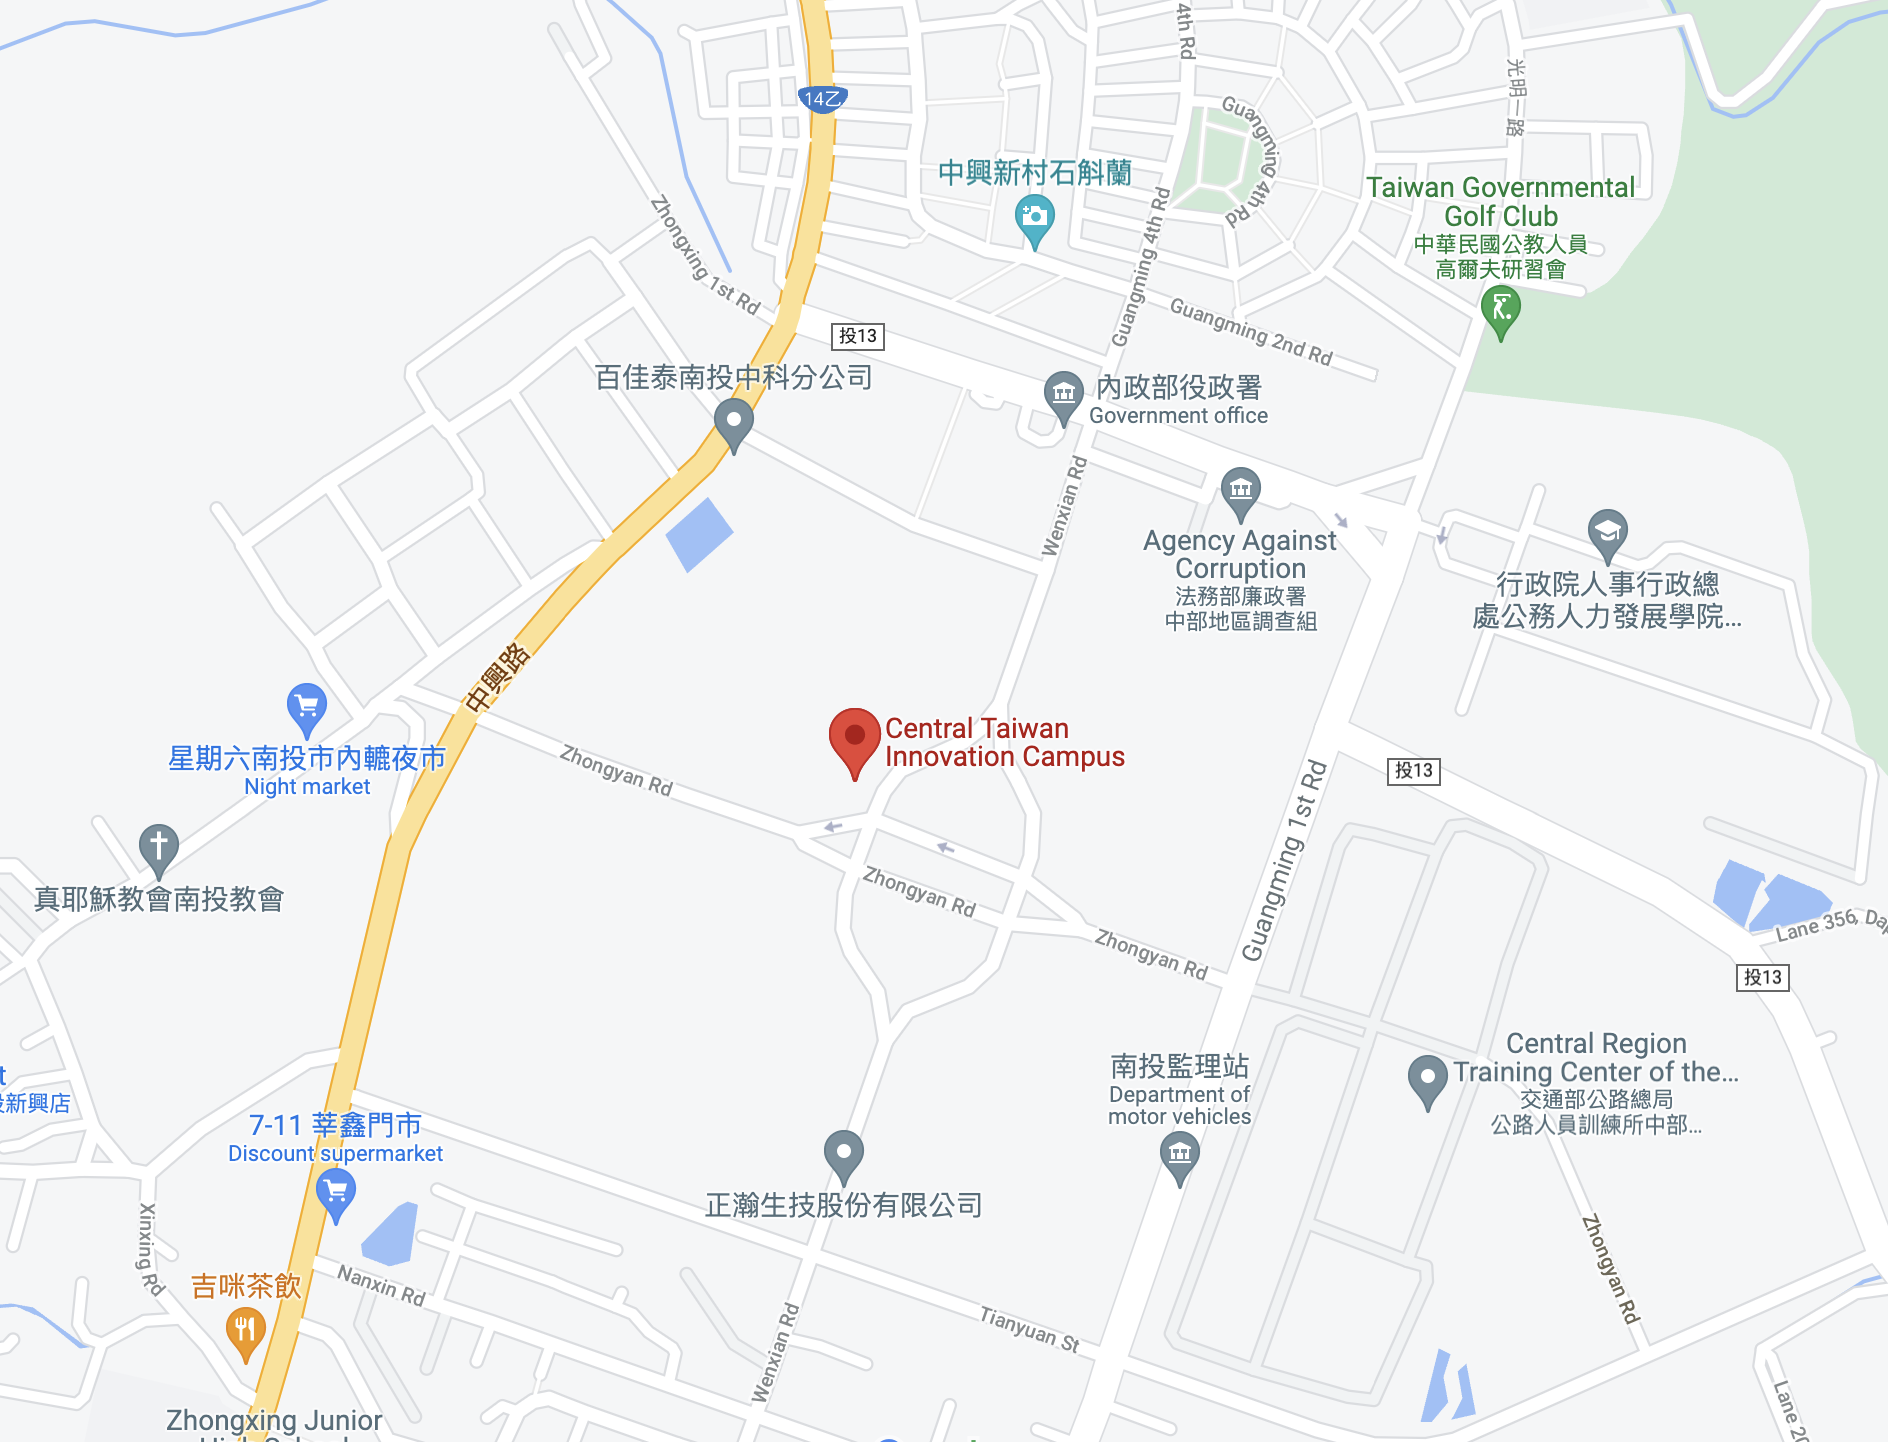 4th Rd
光明一路
14乙
Guangming 4th Rd
中興新村石斛蘭
Taiwan Governmental
Golf Club
中華民國公教人員
高爾夫研習會
Zhongxing 1st Rd
Guangming 4th Rd
Guangming 2nd Rd
投13
百佳泰南投中科分公司
內政部役政署
Government office
Wenxian Rd
Agency Against
Corruption
法務部廉政署
中部地區調查組
行政院人事行政總
處公務人力發展學院...
中興路
星期六南投市內轆夜市
Night market
Zhongyan Rd
Central Taiwan
Innovation Campus
投13
Guangming 1st Rd
真耶穌教會南投教會
Zhongyan Rd
Zhongyan Rd
Lane 356, Da
投13
Central Region
Training Center of the...
交通部公路總局
公路人員訓練所中部...
南投監理站
Department of
motor vehicles
t
新興店
7-11 莘鑫門市
Discount supermarket
正瀚生技股份有限公司
Xinxing Rd
Nanxin Rd
吉咪茶飲
Zhongyan Rd
Tianyuan St
Wenxian Rd
Lane 20
Zhongxing Junior